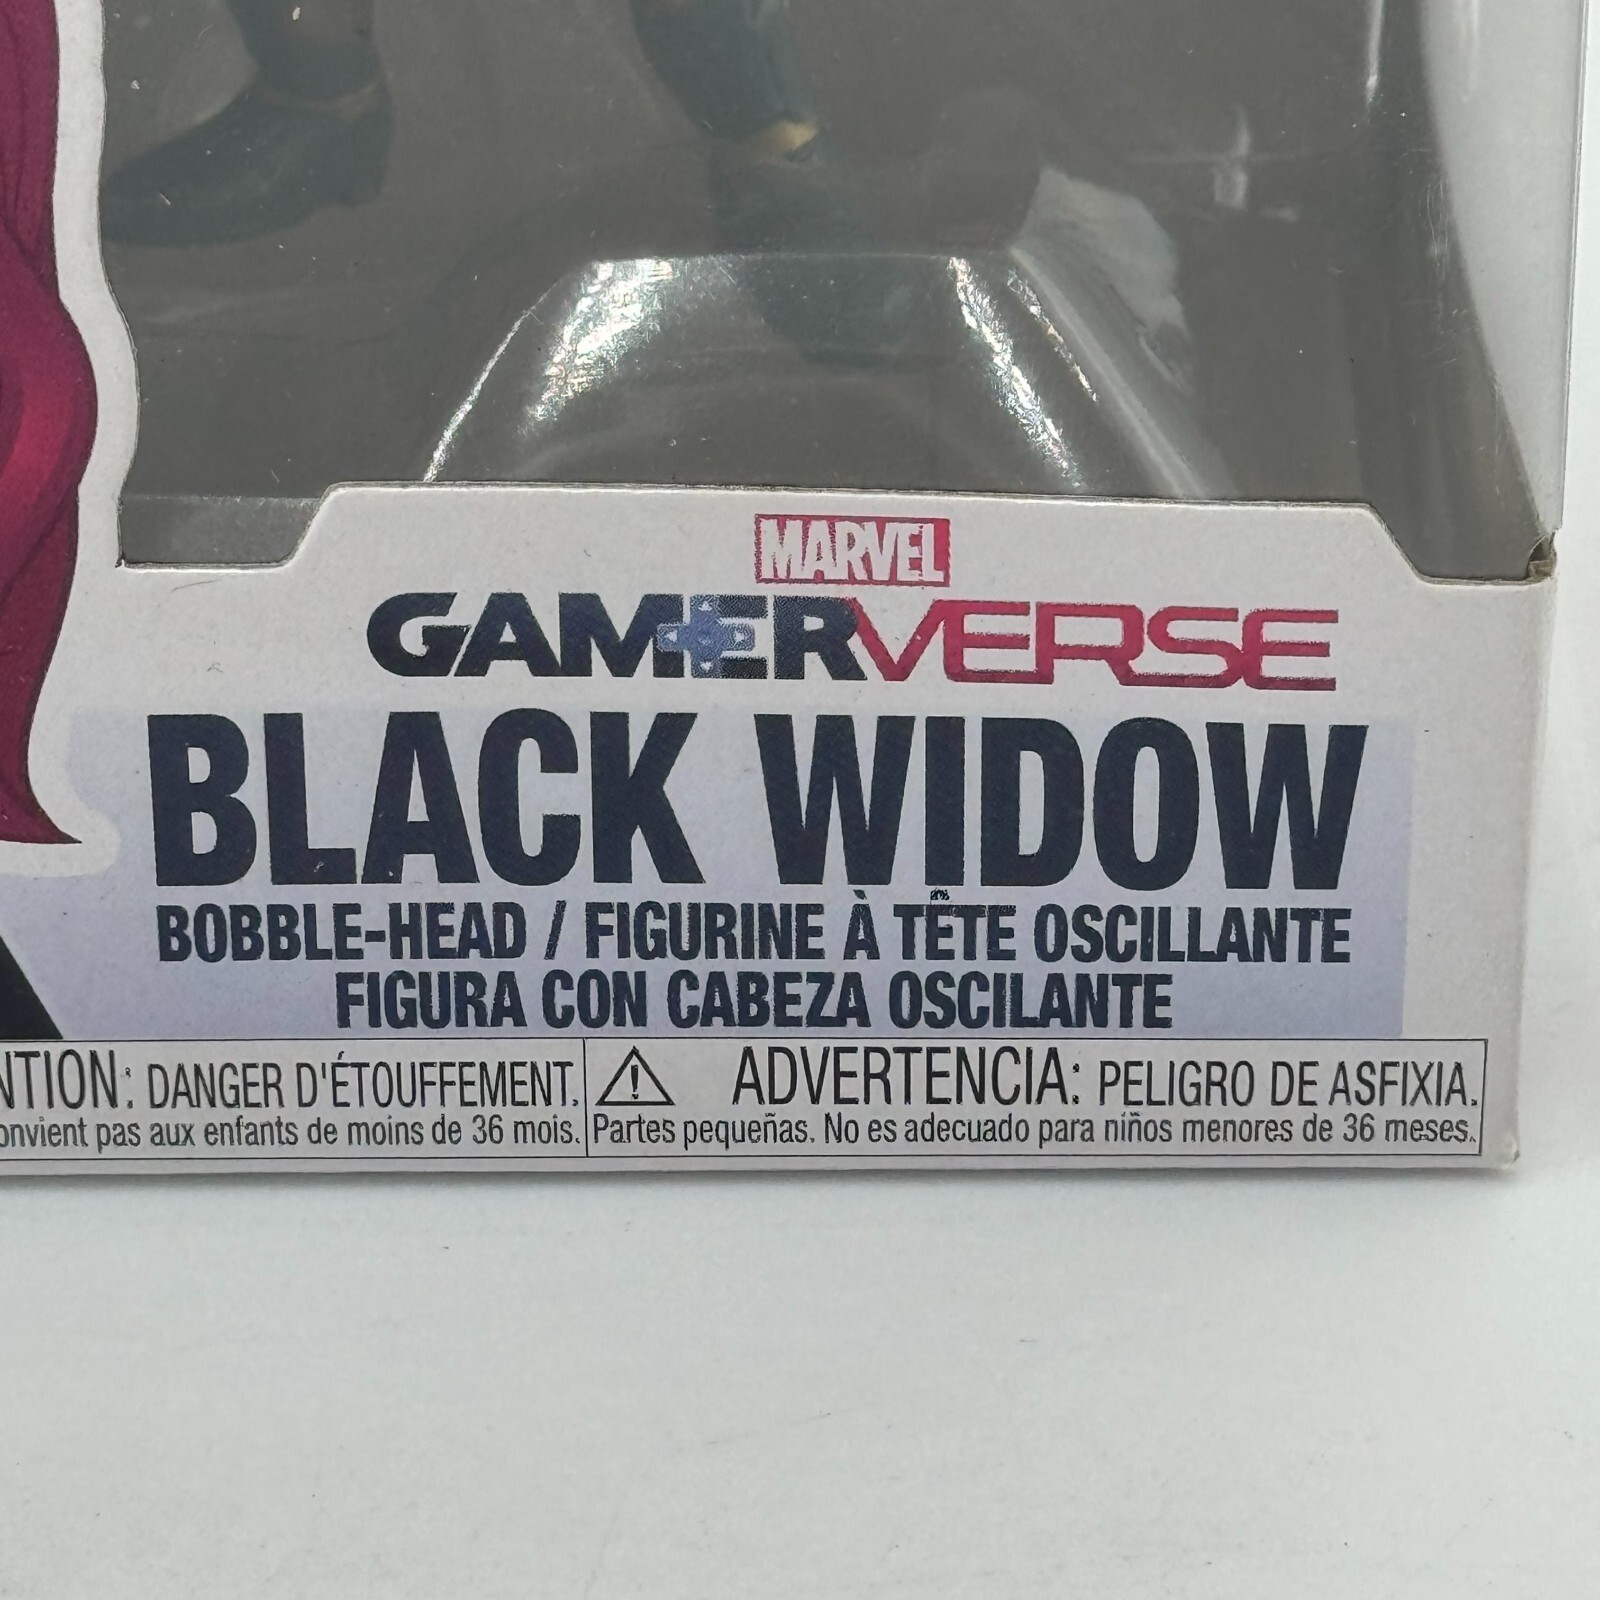 MARVEL
GAMERVERSE
BLACK WIDOW
BOBBLE-HEAD / FIGURINE À TÊTE OSCILLANTE
FIGURA CON CABEZA OSCILANTE
NTION: DANGER D'ÉTOUFFEMENT.
onvient pas aux enfants de moins de 36 mois.
ADVERTENCIA: PELIGRO DE ASFIXIA.
Partes pequeñas. No es adecuado para niños menores de 36 meses.